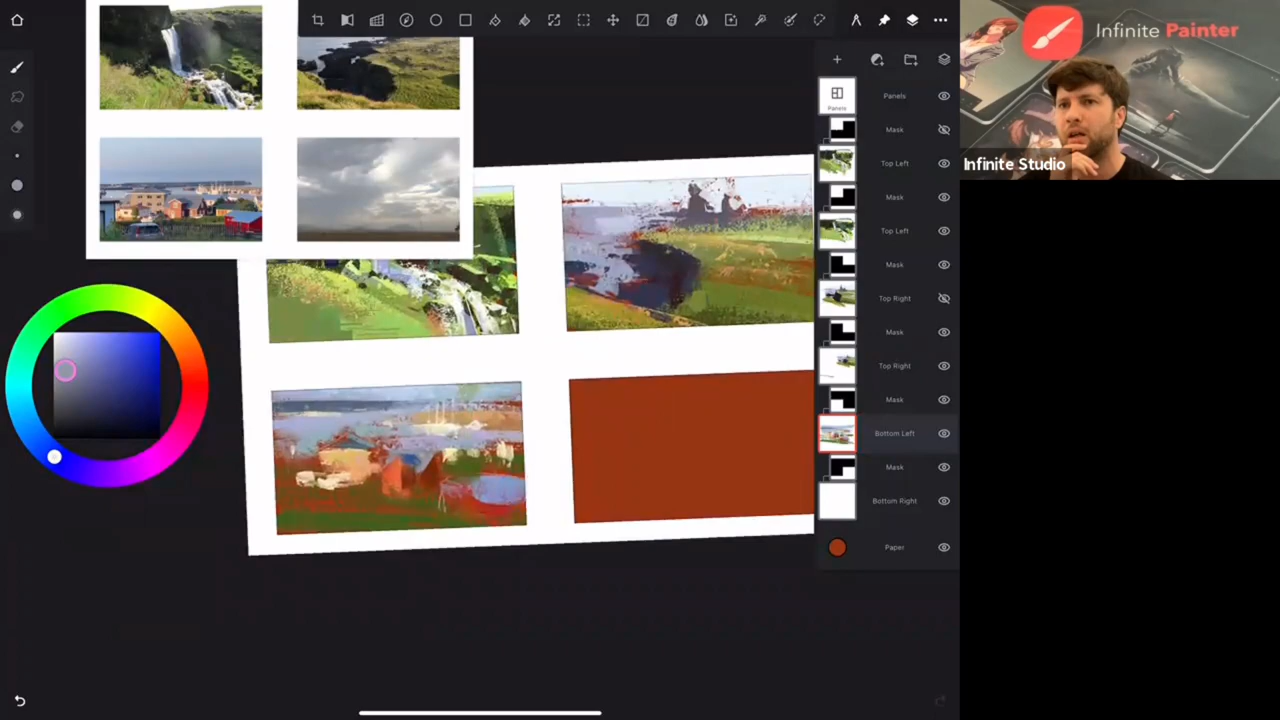 Infinite Painter
Infinite Studio
Panels
Panels
Mask
Top Left
Mask
Top Left
Mask
Top Right
Mask
Top Right
Mask
Bottom Left
Mask
Bottom Right
Paper